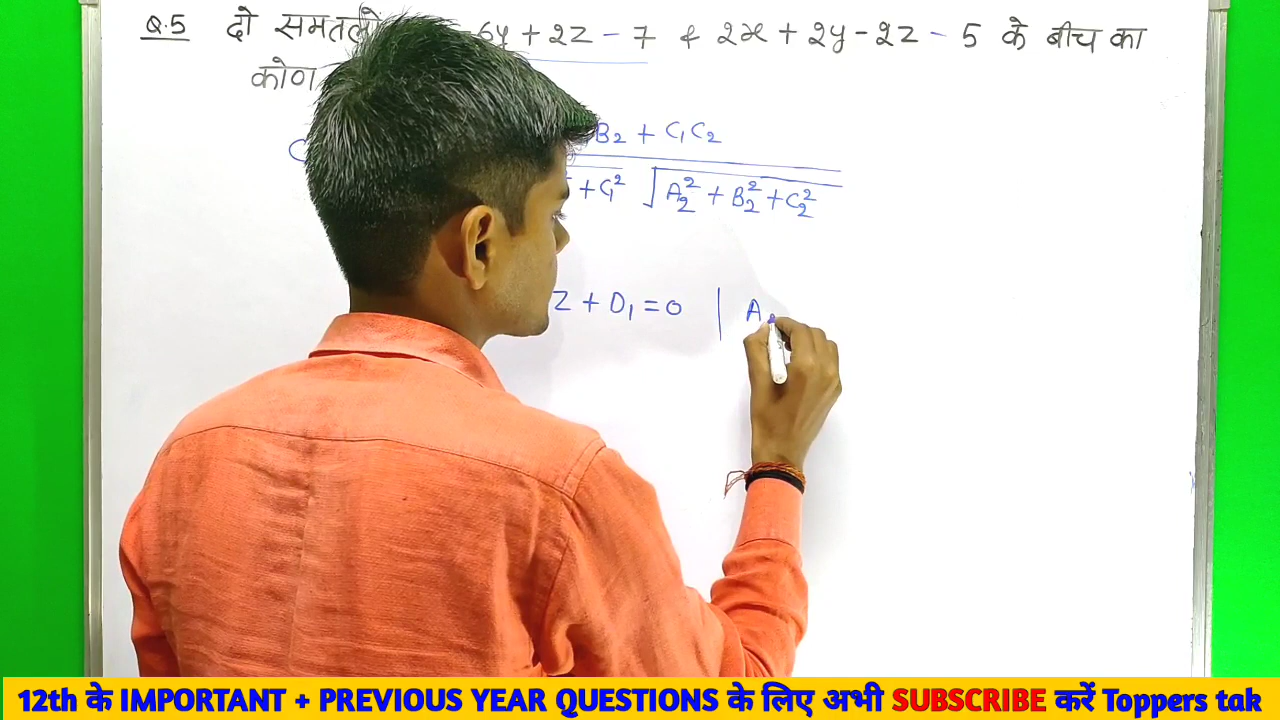 Q.5 दो समतलों - 6y + 2z - 7 & 2x + 2y - 2z - 5 के बीच का
कोण
B₂ + C₁C₂
+ C₁² √A₂² + B₂² + C₂²
z + D₁ = 0 | A
12th के IMPORTANT + PREVIOUS YEAR QUESTIONS के लिए अभी SUBSCRIBE करें Toppers tak